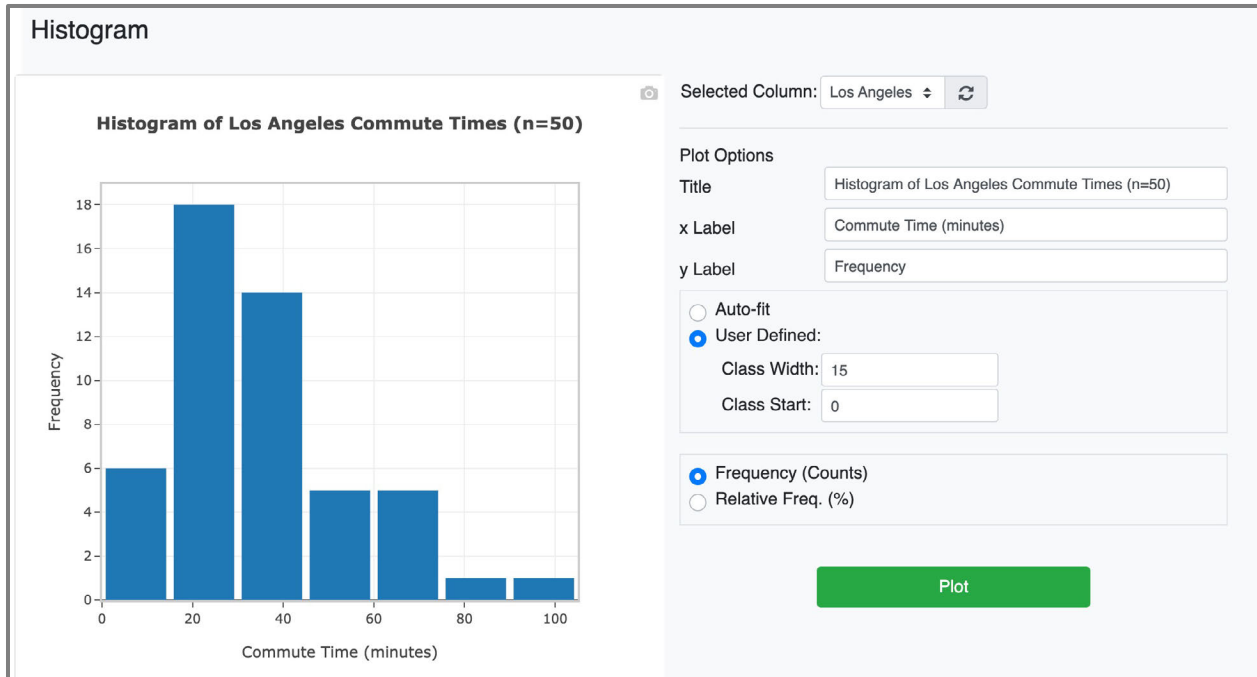 Histogram
Histogram of Los Angeles Commute Times (n=50)
18
16
14
12
10
8
6
4
2
0
Frequency
0 20 40 60 80 100
Commute Time (minutes)
Selected Column: Los Angeles
Plot Options
Title Histogram of Los Angeles Commute Times (n=50)
x Label Commute Time (minutes)
y Label Frequency
Auto-fit
User Defined:
Class Width: 15
Class Start: 0
Frequency (Counts)
Relative Freq. (%)
Plot